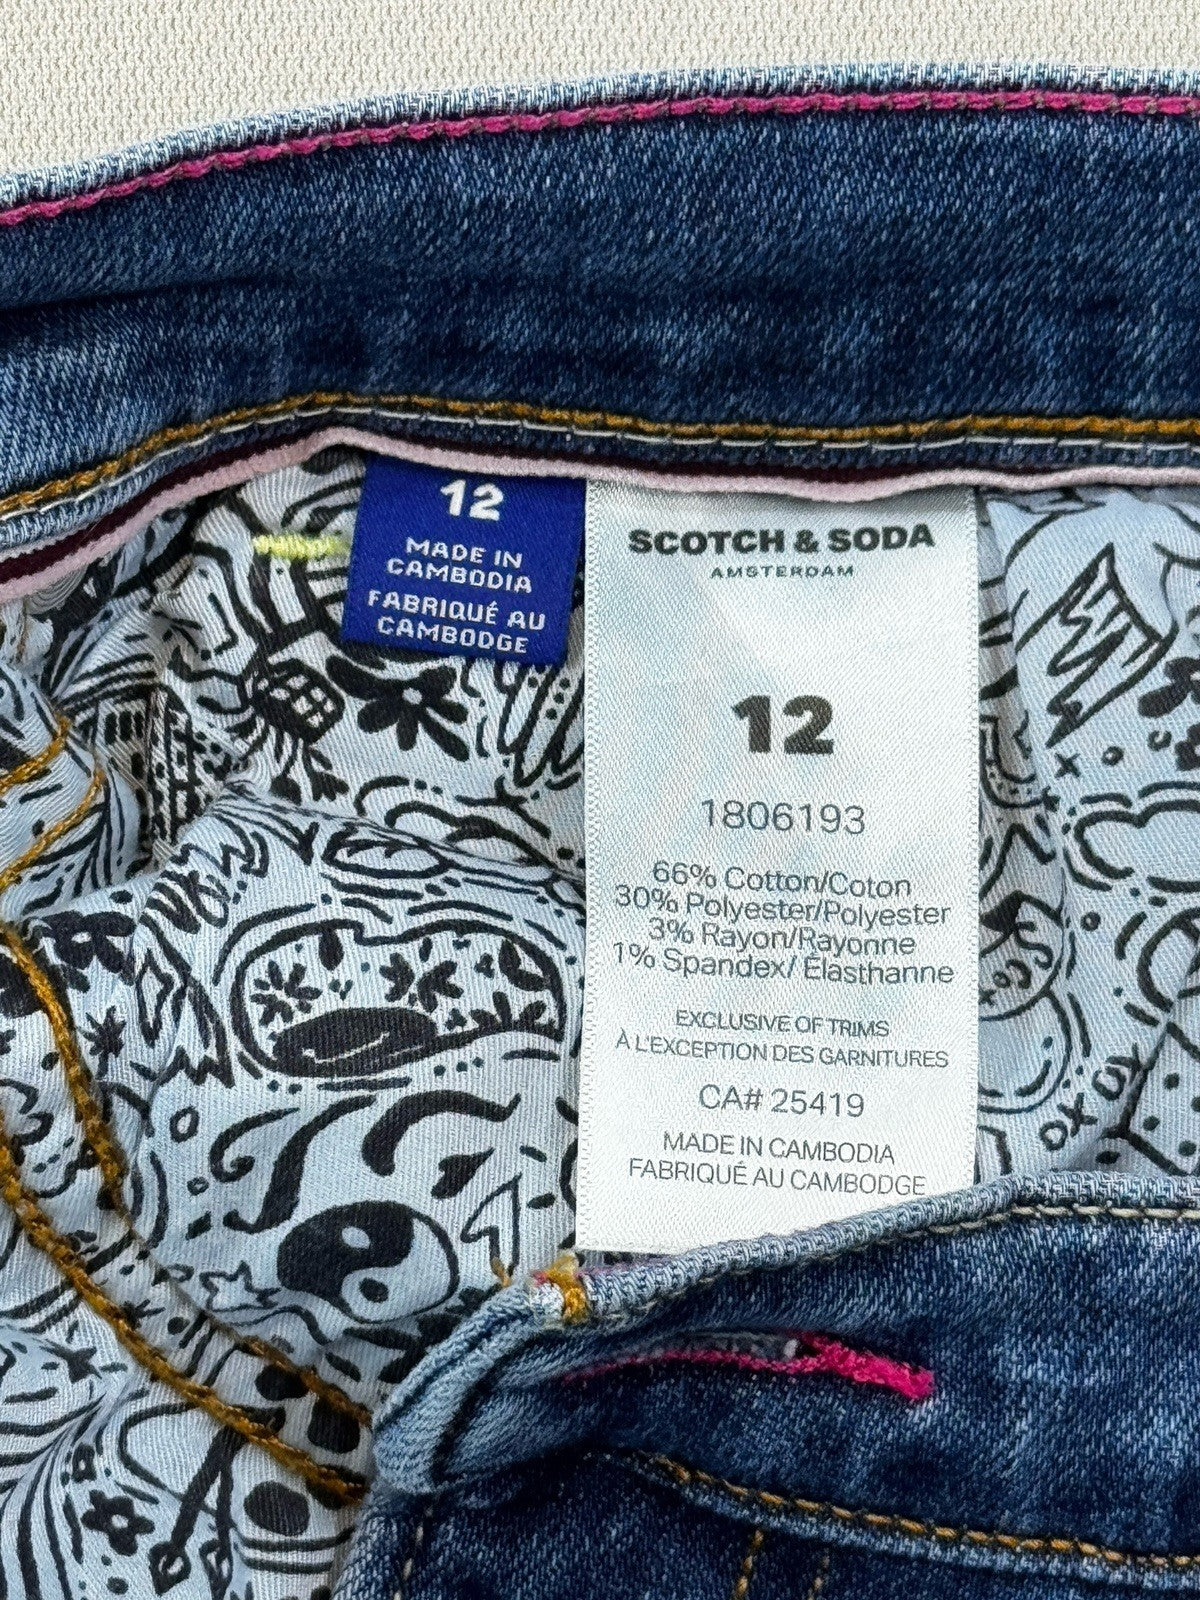 12
MADE IN
CAMBODIA
FABRIQUÉ AU
CAMBODGE
SCOTCH & SODA
AMSTERDAM
12
1806193
66% Cotton/Coton
30% Polyester/Polyester
3% Rayon/Rayonne
1% Spandex/ Élasthanne
EXCLUSIVE OF TRIMS
À L'EXCEPTION DES GARNITURES
CA# 25419
MADE IN CAMBODIA
FABRIQUÉ AU CAMBODGE